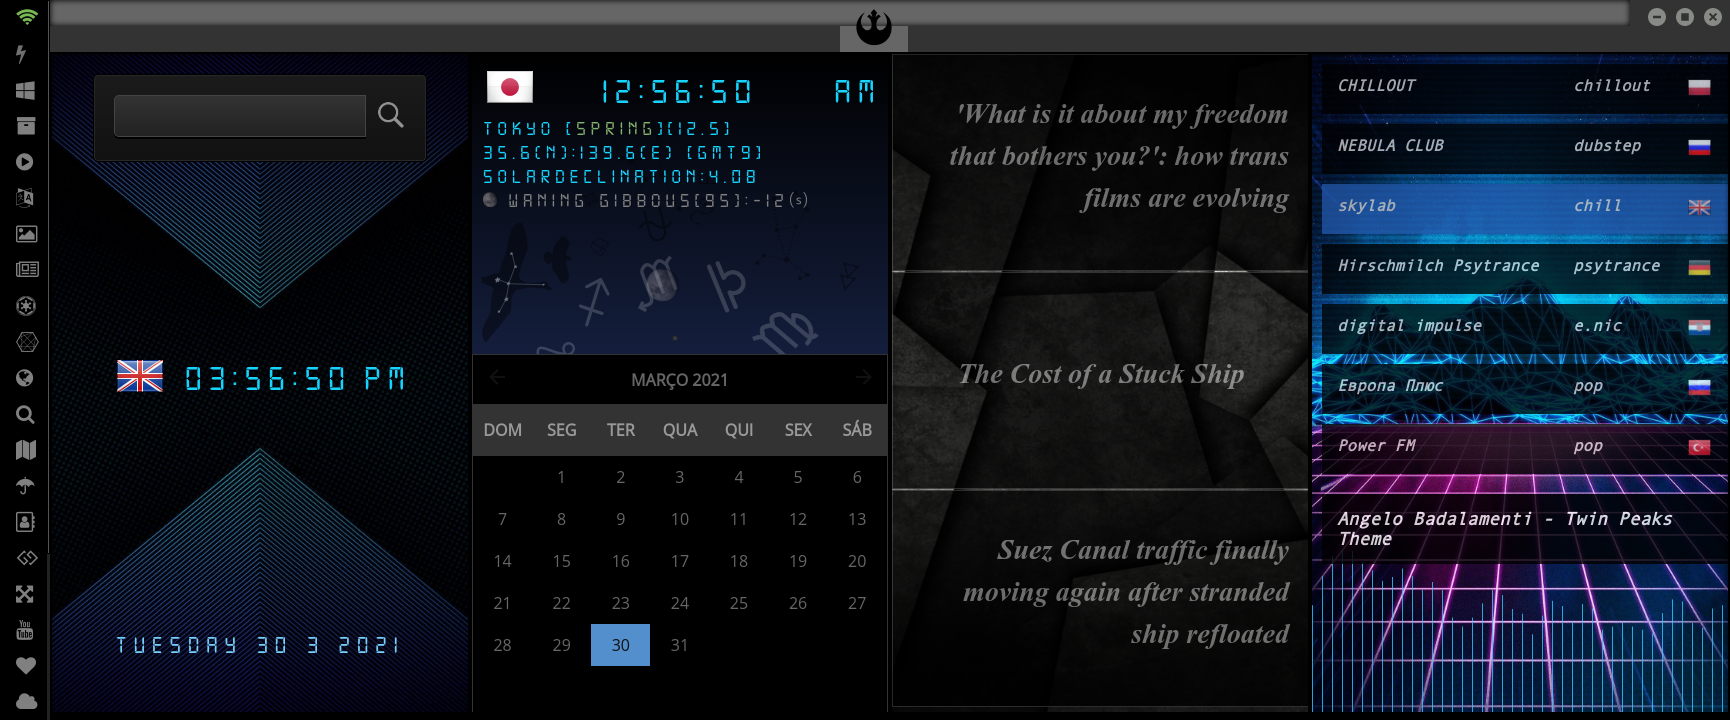 03:56:50 PM
TUESDAY 30 3 2021
12:56:50 AM
TOKYO [SPRING][12.5]
35.6(N):139.6(E) [GMT9]
SOLARDECLINATION:4.08
WANING GIBBOUS[95]:-12(s)
MARÇO 2021
DOM SEG TER QUA QUI SEX SÁB
1 2 3 4 5 6
7 8 9 10 11 12 13
14 15 16 17 18 19 20
21 22 23 24 25 26 27
28 29 30 31
'What is it about my freedom
that bothers you?': how trans
films are evolving
The Cost of a Stuck Ship
Suez Canal traffic finally
moving again after stranded
ship refloated
CHILLOUT chillout
NEBULA CLUB dubstep
skylab chill
Hirschmilch Psytrance psytrance
digital impulse e.nic
Европа Плюс pop
Power FM pop
Angelo Badalamenti - Twin Peaks
Theme
You
Tube